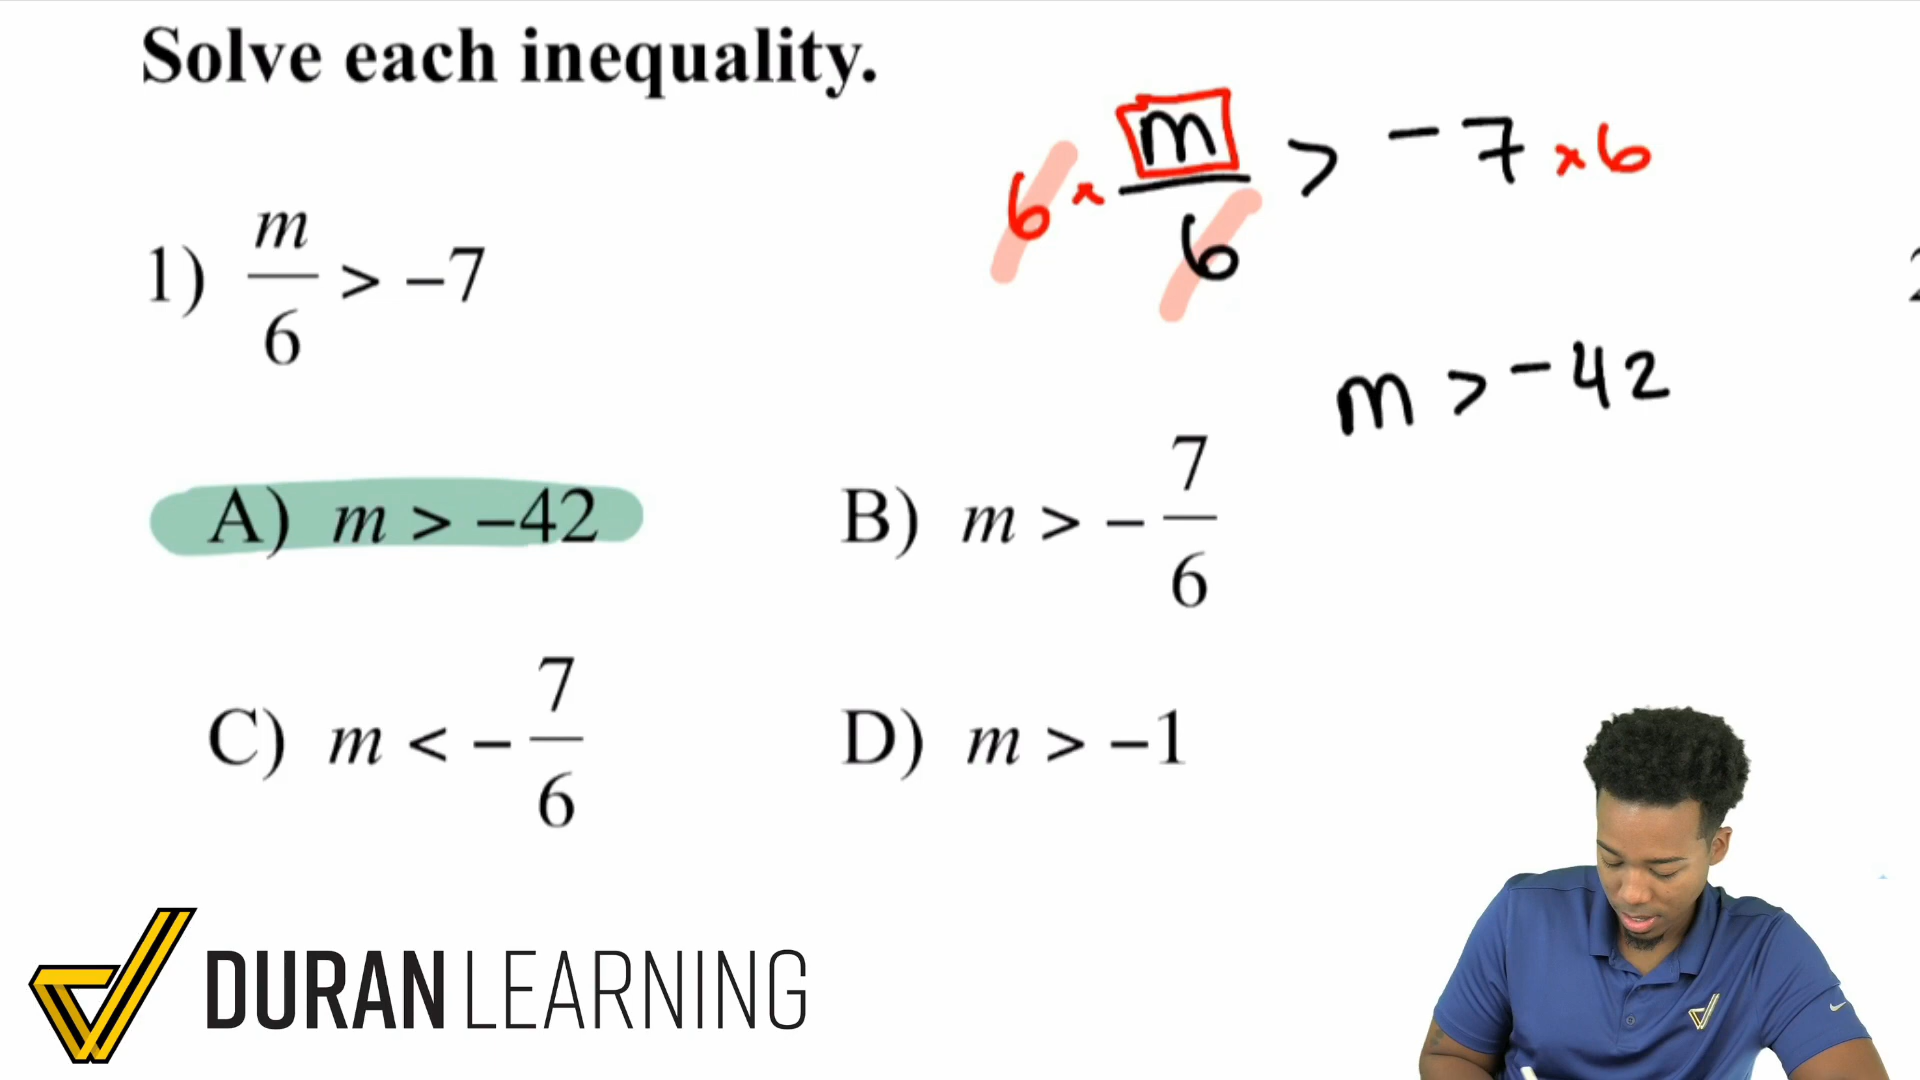 Solve each inequality.
6 × m/6 > -7 × 6
1) m/6 > −7
m > -42
A) m > −42
B) m > −7/6
C) m < −7/6
D) m > −1
DURAN LEARNING